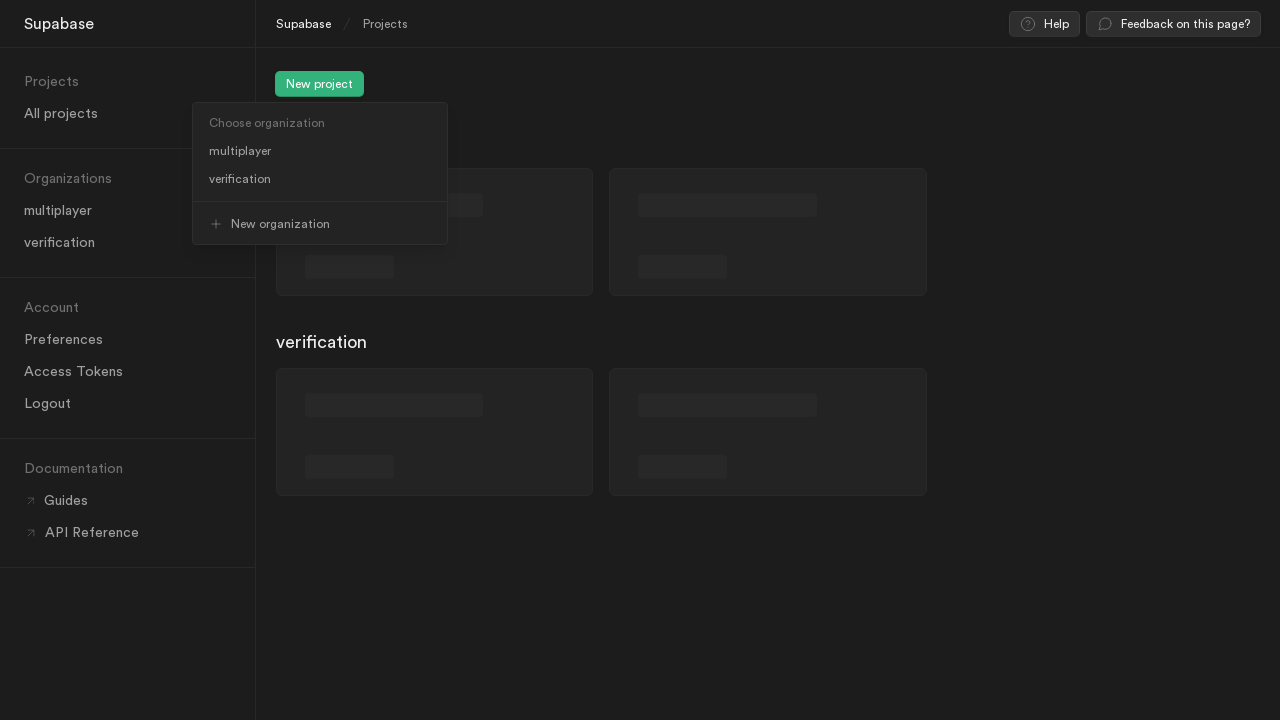 Supabase
Supabase / Projects
Help
Feedback on this page?
Projects
All projects
Organizations
multiplayer
verification
Account
Preferences
Access Tokens
Logout
Documentation
Guides
API Reference
New project
Choose organization
multiplayer
verification
New organization
verification